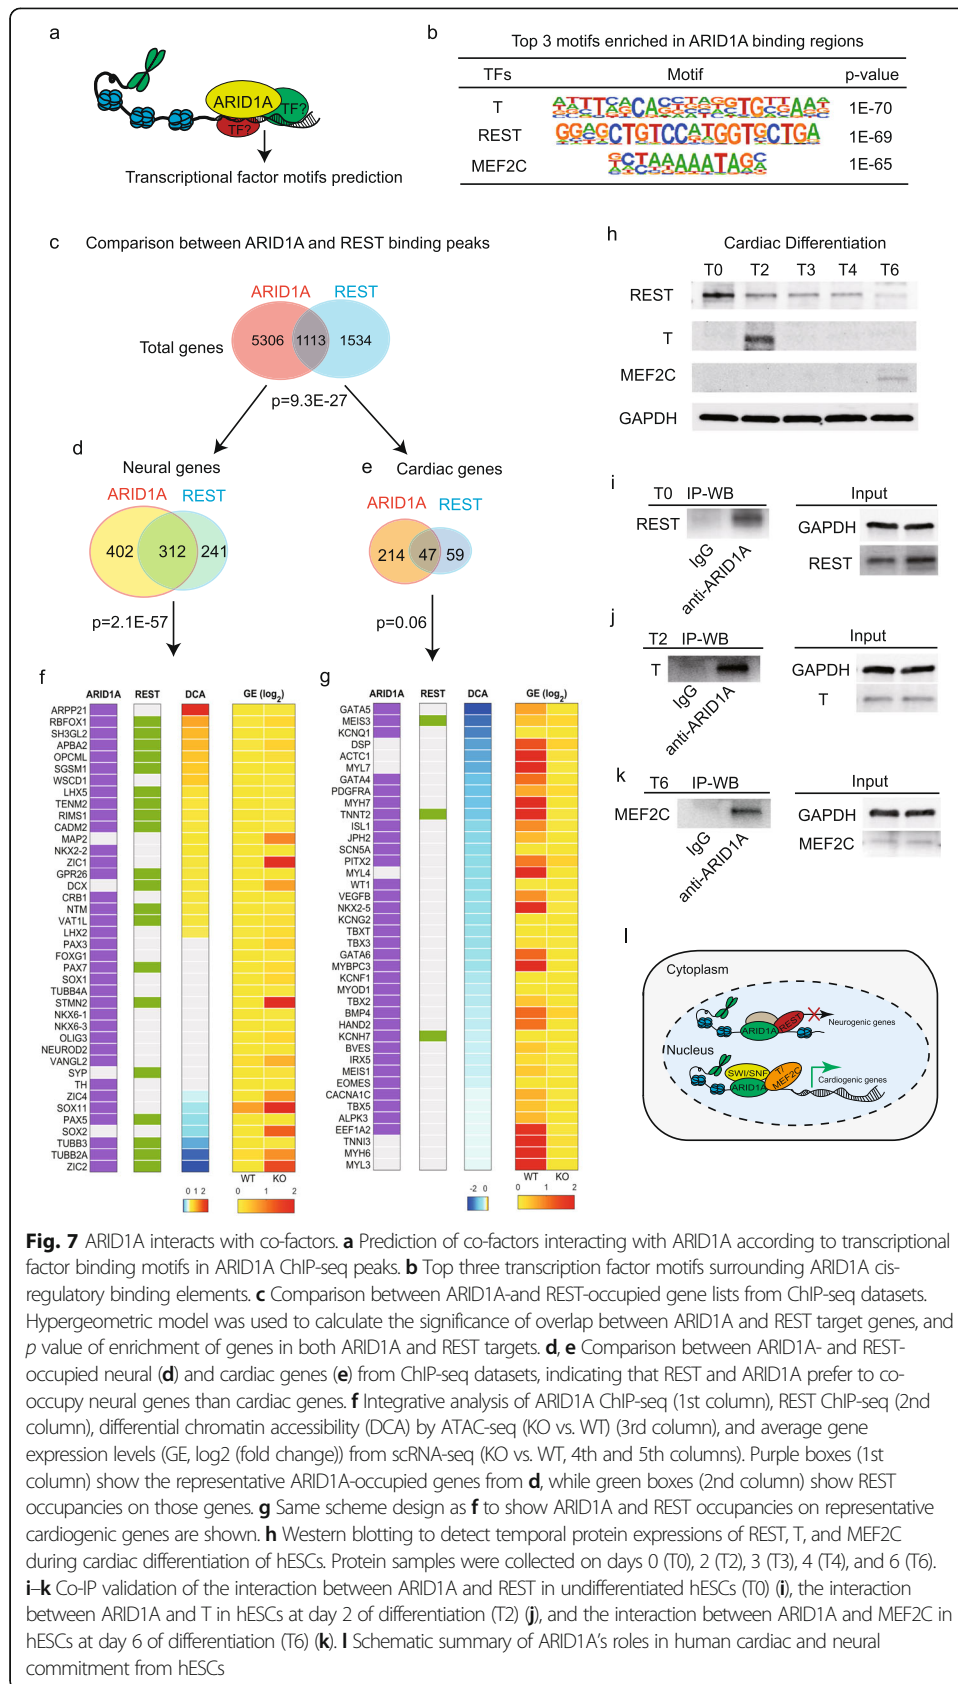 a
ARID1A
TF?
TF?
Transcriptional factor motifs prediction
b
Top 3 motifs enriched in ARID1A binding regions
TFs Motif p-value
T 1E-70
REST GGAGCTGTCCATGGTGCTGA 1E-69
MEF2C GCTAAAAATAGC 1E-65
c Comparison between ARID1A and REST binding peaks
ARID1A REST
Total genes 5306 1113 1534
p=9.3E-27
d
Neural genes
ARID1A REST
402 312 241
p=2.1E-57
e
Cardiac genes
ARID1A REST
214 47 59
p=0.06
f
ARID1A REST DCA GE (log2)
ARPP21
RBFOX1
SH3GL2
APBA2
OPCML
SGSM1
WSCD1
LHX5
TENM2
RIMS1
CADM2
MAP2
NKX2-2
ZIC1
GPR26
DCX
CRB1
NTM
VAT1L
LHX2
PAX3
FOXG1
PAX7
SOX1
TUBB4A
STMN2
NKX6-1
NKX6-3
OLIG3
NEUROD2
VANGL2
SYP
TH
ZIC4
SOX11
PAX5
SOX2
TUBB3
TUBB2A
ZIC2
WT KO
0 1 2
0 1 2
g
ARID1A REST DCA GE (log2)
GATA5
MEIS3
KCNQ1
DSP
ACTC1
MYL7
GATA4
PDGFRA
MYH7
TNNT2
ISL1
JPH2
SCN5A
PITX2
MYL4
WT1
VEGFB
NKX2-5
KCNG2
TBXT
TBX3
GATA6
MYBPC3
KCNF1
MYOD1
TBX2
BMP4
HAND2
KCNH7
BVES
IRX5
MEIS1
EOMES
CACNA1C
TBX5
ALPK3
EEF1A2
TNNI3
MYH6
MYL3
WT KO
-2 0
0 1 2
h
Cardiac Differentiation
T0 T2 T3 T4 T6
REST
T
MEF2C
GAPDH
i
T0 IP-WB Input
REST
IgG
anti-ARID1A
GAPDH
REST
j
T2 IP-WB Input
T
IgG
anti-ARID1A
GAPDH
T
k
T6 IP-WB Input
MEF2C
IgG
anti-ARID1A
GAPDH
MEF2C
l
Cytoplasm
ARID1A
REST
Neurogenic genes
Nucleus
SWI/SNF
ARID1A
T/
MEF2C
Cardiogenic genes
Fig. 7 ARID1A interacts with co-factors. a Prediction of co-factors interacting with ARID1A according to transcriptional
factor binding motifs in ARID1A ChIP-seq peaks. b Top three transcription factor motifs surrounding ARID1A cis-
regulatory binding elements. c Comparison between ARID1A-and REST-occupied gene lists from ChIP-seq datasets.
Hypergeometric model was used to calculate the significance of overlap between ARID1A and REST target genes, and
p value of enrichment of genes in both ARID1A and REST targets. d, e Comparison between ARID1A- and REST-
occupied neural (d) and cardiac genes (e) from ChIP-seq datasets, indicating that REST and ARID1A prefer to co-
occupy neural genes than cardiac genes. f Integrative analysis of ARID1A ChIP-seq (1st column), REST ChIP-seq (2nd
column), differential chromatin accessibility (DCA) by ATAC-seq (KO vs. WT) (3rd column), and average gene
expression levels (GE, log2 (fold change)) from scRNA-seq (KO vs. WT, 4th and 5th columns). Purple boxes (1st
column) show the representative ARID1A-occupied genes from d, while green boxes (2nd column) show REST
occupancies on those genes. g Same scheme design as f to show ARID1A and REST occupancies on representative
cardiogenic genes are shown. h Western blotting to detect temporal protein expressions of REST, T, and MEF2C
during cardiac differentiation of hESCs. Protein samples were collected on days 0 (T0), 2 (T2), 3 (T3), 4 (T4), and 6 (T6).
i–k Co-IP validation of the interaction between ARID1A and REST in undifferentiated hESCs (T0) (i), the interaction
between ARID1A and T in hESCs at day 2 of differentiation (T2) (j), and the interaction between ARID1A and MEF2C in
hESCs at day 6 of differentiation (T6) (k). l Schematic summary of ARID1A's roles in human cardiac and neural
commitment from hESCs